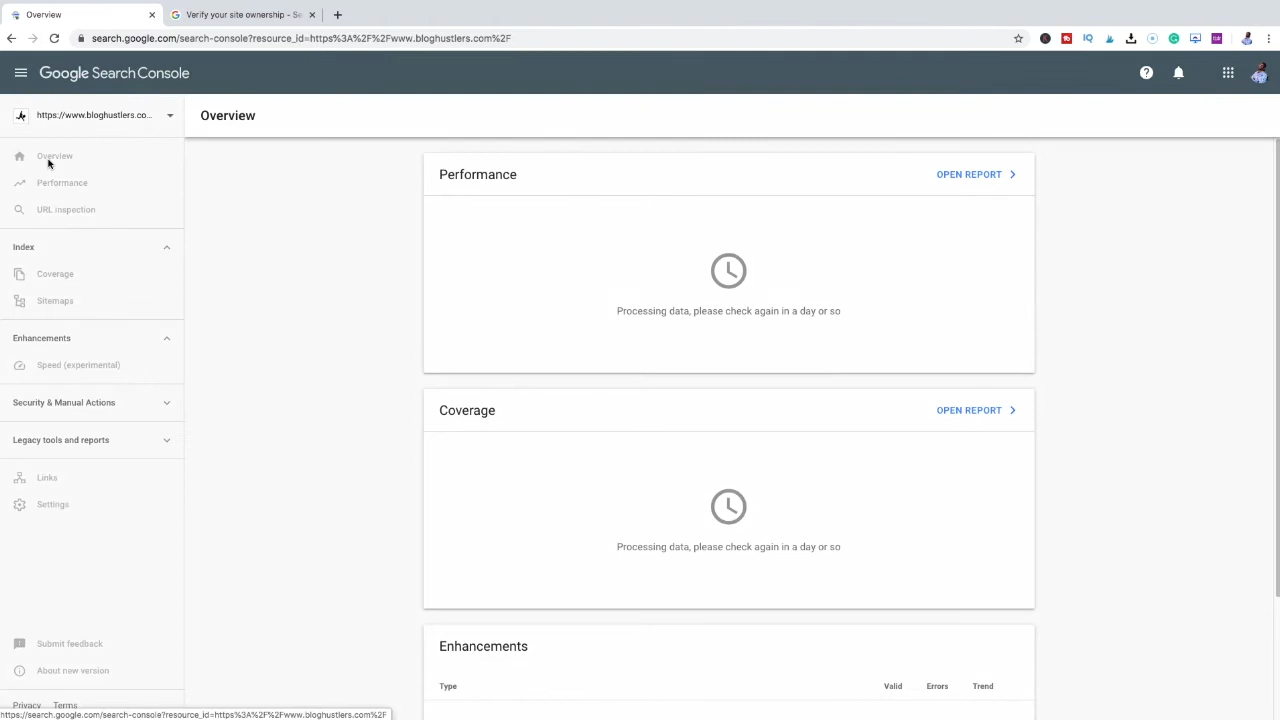 Overview
Verify your site ownership - Se
search.google.com/search-console?resource_id=https%3A%2F%2Fwww.bloghustlers.com%2F
Google Search Console
https://www.bloghustlers.co...
Overview
Overview
Performance
URL inspection
Index
Coverage
Sitemaps
Enhancements
Speed (experimental)
Security & Manual Actions
Legacy tools and reports
Links
Settings
Submit feedback
About new version
Privacy Terms
https://search.google.com/search-console?resource_id=https%3A%2F%2Fwww.bloghustlers.com%2F
Performance
OPEN REPORT
Processing data, please check again in a day or so
Coverage
OPEN REPORT
Processing data, please check again in a day or so
Enhancements
Type Valid Errors Trend